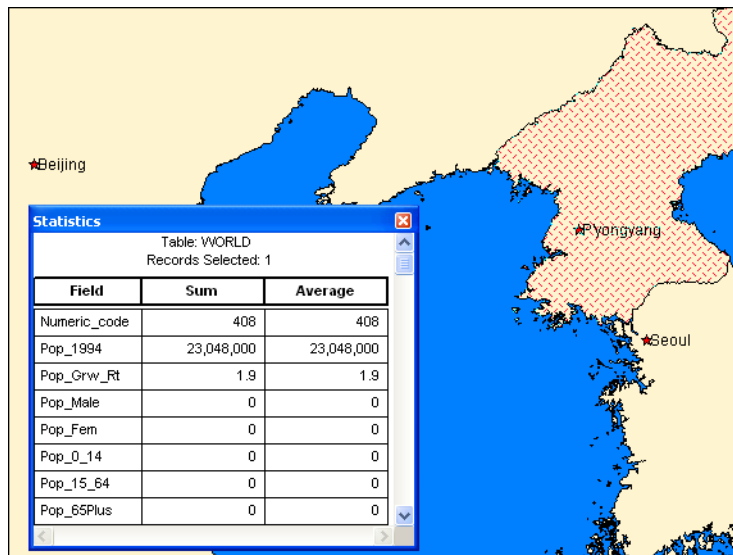 Beijing
Pyongyang
Seoul
Statistics
Table: WORLD
Records Selected: 1
Field Sum Average
Numeric_code 408 408
Pop_1994 23,048,000 23,048,000
Pop_Grw_Rt 1.9 1.9
Pop_Male 0 0
Pop_Fem 0 0
Pop_0_14 0 0
Pop_15_64 0 0
Pop_65Plus 0 0